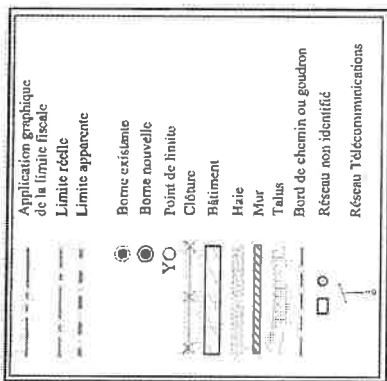 Application graphique
de la limite fiscale
Limite réelle
Limite apparente
Borne existante
Borne nouvelle
Point de limite
Clôture
Bâtiment
Haie
Mur
Talus
Bord de chemin ou goudron
Réseau non identifié
Réseau Télécommunications